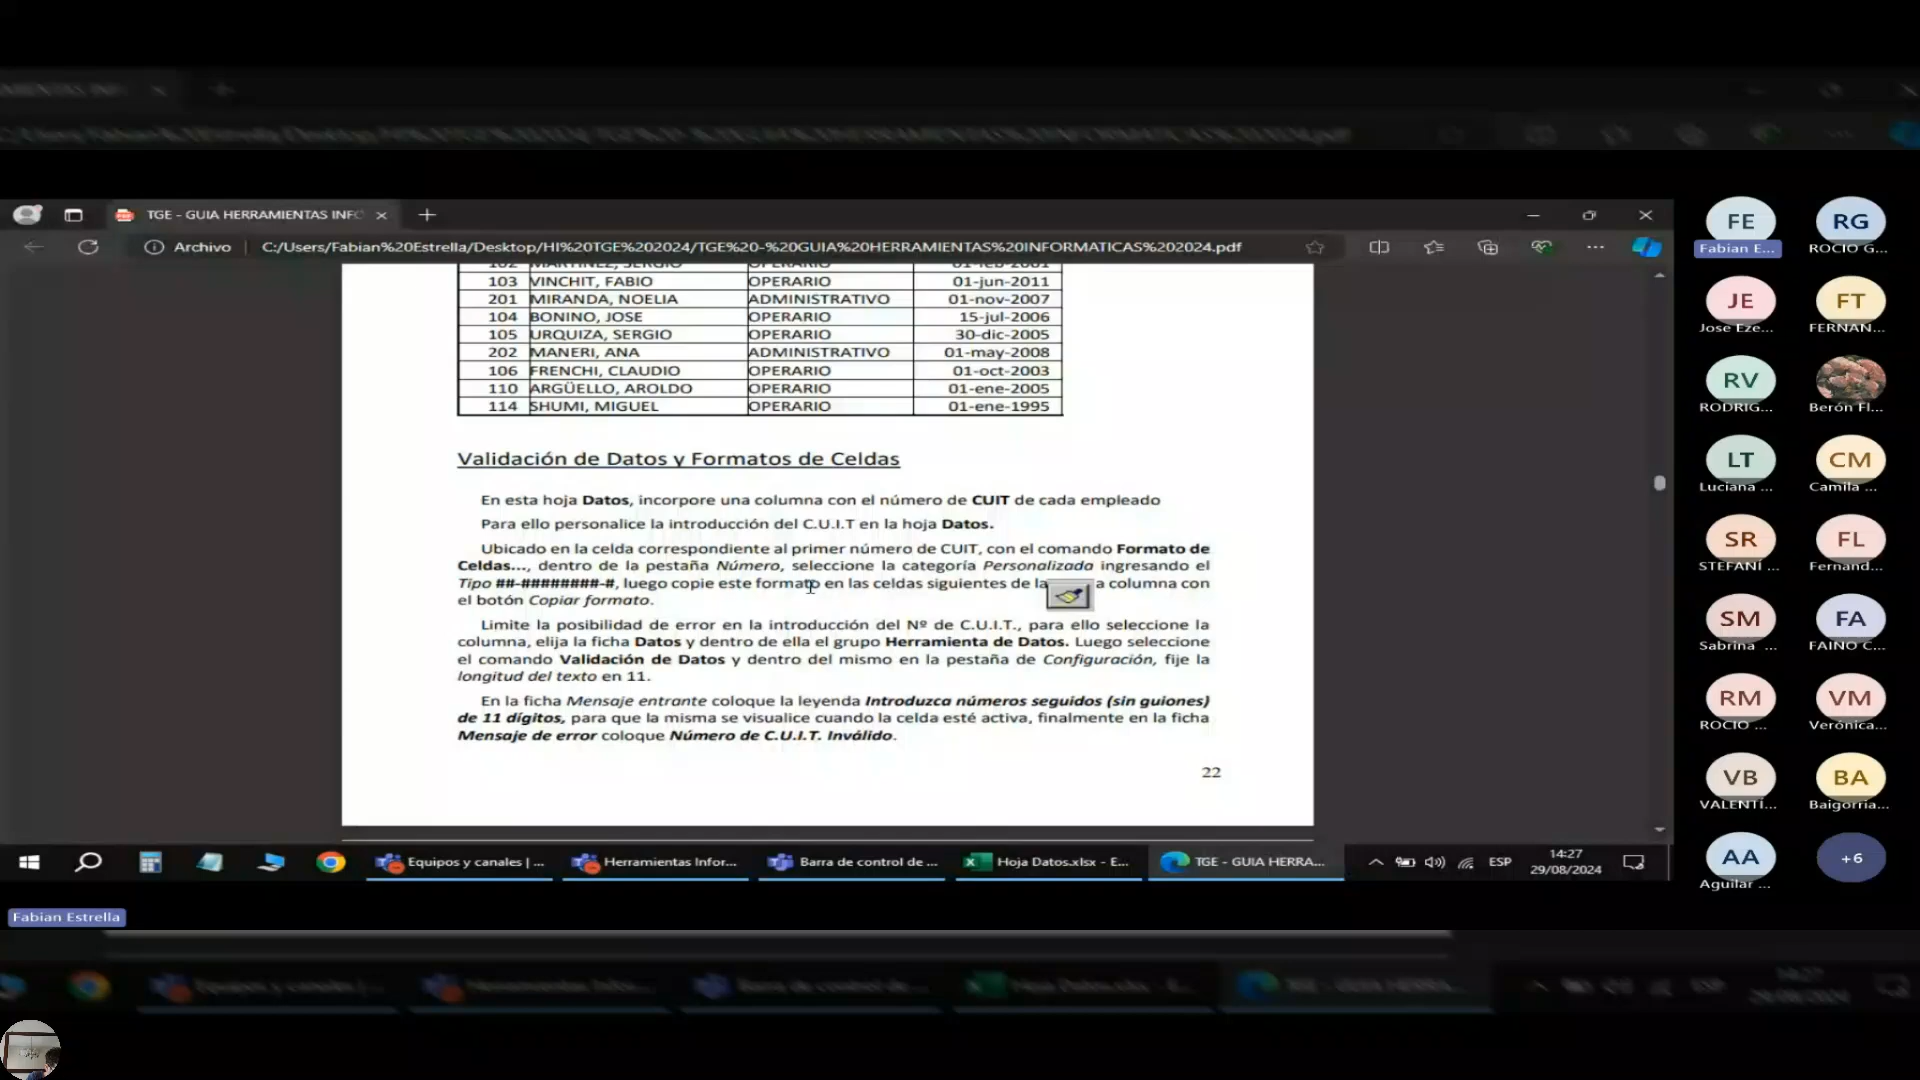 TGE - GUIA HERRAMIENTAS INFO
Archivo
C:/Users/Fabian%20Estrella/Desktop/HI%20TGE%202024/TGE%20-%20GUIA%20HERRAMIENTAS%20INFORMATICAS%202024.pdf
102 MARTINEZ, SERGIO OPERARIO 01-feb-2001
103 VINCHIT, FABIO OPERARIO 01-jun-2011
201 MIRANDA, NOELIA ADMINISTRATIVO 01-nov-2007
104 BONINO, JOSE OPERARIO 15-jul-2006
105 URQUIZA, SERGIO OPERARIO 30-dic-2005
202 MANERI, ANA ADMINISTRATIVO 01-may-2008
106 FRENCHI, CLAUDIO OPERARIO 01-oct-2003
110 ARGÜELLO, AROLDO OPERARIO 01-ene-2005
114 SHUMI, MIGUEL OPERARIO 01-ene-1995
Validación de Datos y Formatos de Celdas
En esta hoja Datos, incorpore una columna con el número de CUIT de cada empleado
Para ello personalice la introducción del C.U.I.T en la hoja Datos.
Ubicado en la celda correspondiente al primer número de CUIT, con el comando Formato de
Celdas..., dentro de la pestaña Número, seleccione la categoría Personalizada ingresando el
Tipo ##-########-#, luego copie este formato en las celdas siguientes de la a columna con
el botón Copiar formato.
Limite la posibilidad de error en la introducción del Nº de C.U.I.T., para ello seleccione la
columna, elija la ficha Datos y dentro de ella el grupo Herramienta de Datos. Luego seleccione
el comando Validación de Datos y dentro del mismo en la pestaña de Configuración, fije la
longitud del texto en 11.
En la ficha Mensaje entrante coloque la leyenda Introduzca números seguidos (sin guiones)
de 11 dígitos, para que la misma se visualice cuando la celda esté activa, finalmente en la ficha
Mensaje de error coloque Número de C.U.I.T. Inválido.
22
Equipos y canales | ...
Herramientas Infor...
Barra de control de ...
Hoja Datos.xlsx - E...
TGE - GUIA HERRA...
ESP
14:27
29/08/2024
Fabian Estrella
FE RG
Fabian E... ROCIO G...
JE FT
Jose Eze... FERNAN...
RV
RODRIG... Berón Fl...
LT CM
Luciana ... Camila ...
SR FL
STEFANÍ ... Fernand...
SM FA
Sabrina ... FAINO C...
RM VM
ROCIO ... Verónica...
VB BA
VALENTI... Baigorria...
AA +6
Aguilar ...